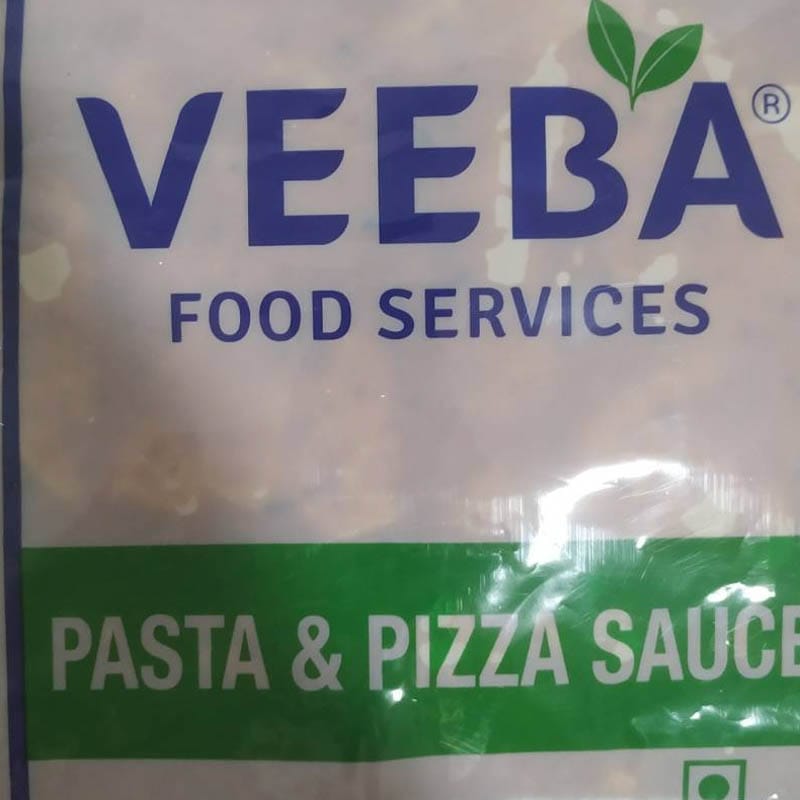 VEEBA®
FOOD SERVICES
PASTA & PIZZA SAUCE